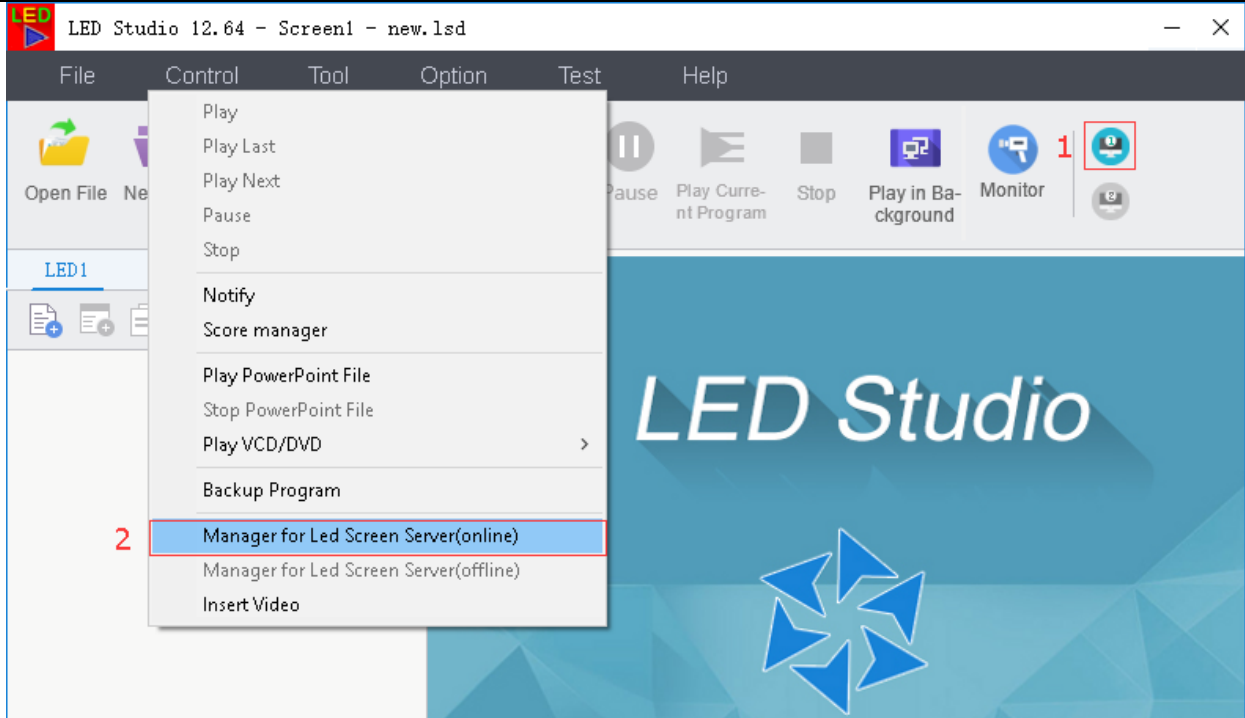 LED
LED Studio 12.64 - Screen1 - new.lsd
File Control Tool Option Test Help
Open File
Ne
Pause
Play Curre-
nt Program
Stop
Play in Ba-
ckground
Monitor
1
1
2
LED1
Play
Play Last
Play Next
Pause
Stop
Notify
Score manager
Play PowerPoint File
Stop PowerPoint File
Play VCD/DVD
Backup Program
2
Manager for Led Screen Server(online)
Manager for Led Screen Server(offline)
Insert Video
LED Studio